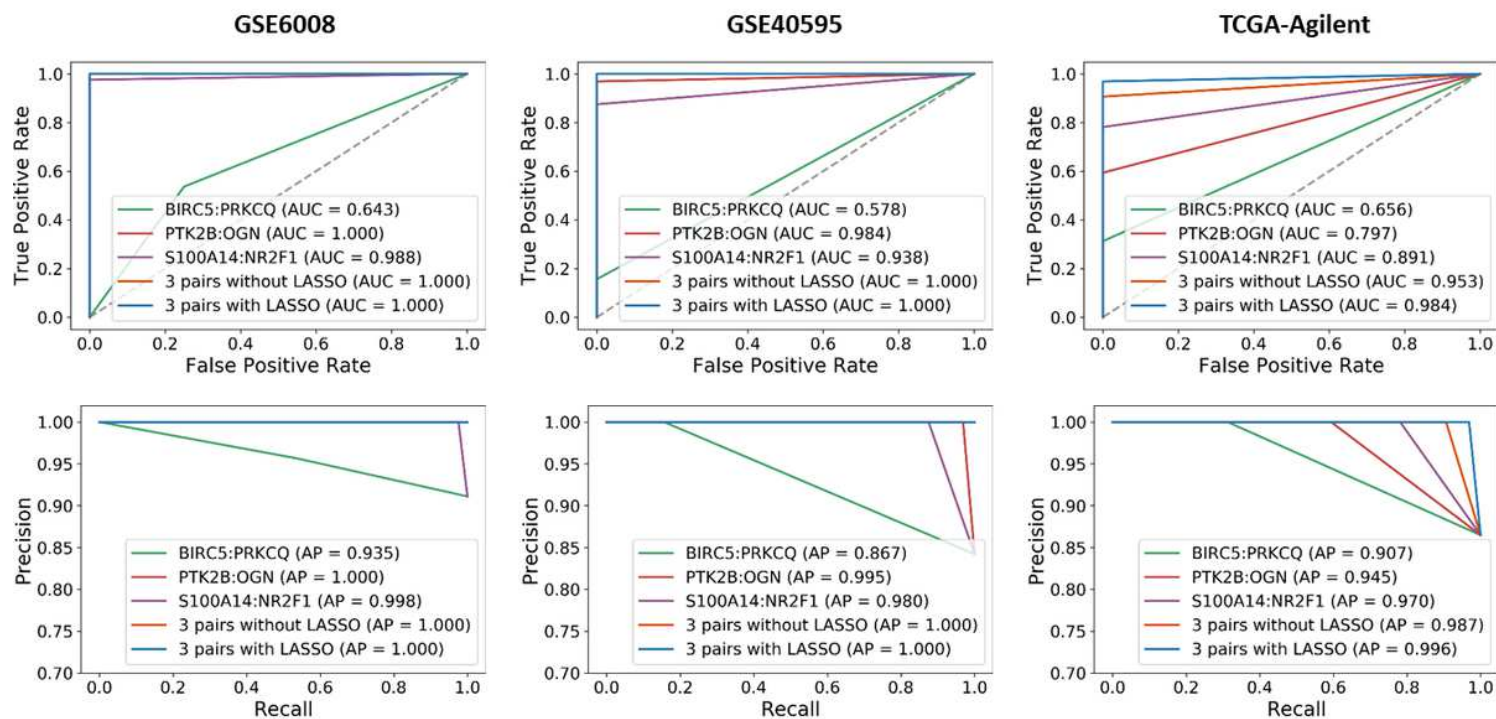 GSE6008
GSE40595
TCGA-Agilent
True Positive Rate
1.0
0.8
0.6
0.4
0.2
0.0
BIRC5:PRKCQ (AUC = 0.643)
PTK2B:OGN (AUC = 1.000)
S100A14:NR2F1 (AUC = 0.988)
3 pairs without LASSO (AUC = 1.000)
3 pairs with LASSO (AUC = 1.000)
0.0 0.2 0.4 0.6 0.8 1.0
False Positive Rate
True Positive Rate
1.0
0.8
0.6
0.4
0.2
0.0
BIRC5:PRKCQ (AUC = 0.578)
PTK2B:OGN (AUC = 0.984)
S100A14:NR2F1 (AUC = 0.938)
3 pairs without LASSO (AUC = 1.000)
3 pairs with LASSO (AUC = 1.000)
0.0 0.2 0.4 0.6 0.8 1.0
False Positive Rate
True Positive Rate
1.0
0.8
0.6
0.4
0.2
0.0
BIRC5:PRKCQ (AUC = 0.656)
PTK2B:OGN (AUC = 0.797)
S100A14:NR2F1 (AUC = 0.891)
3 pairs without LASSO (AUC = 0.953)
3 pairs with LASSO (AUC = 0.984)
0.0 0.2 0.4 0.6 0.8 1.0
False Positive Rate
Precision
1.00
0.95
0.90
0.85
0.80
0.75
0.70
BIRC5:PRKCQ (AP = 0.935)
PTK2B:OGN (AP = 1.000)
S100A14:NR2F1 (AP = 0.998)
3 pairs without LASSO (AP = 1.000)
3 pairs with LASSO (AP = 1.000)
0.0 0.2 0.4 0.6 0.8 1.0
Recall
Precision
1.00
0.95
0.90
0.85
0.80
0.75
0.70
BIRC5:PRKCQ (AP = 0.867)
PTK2B:OGN (AP = 0.995)
S100A14:NR2F1 (AP = 0.980)
3 pairs without LASSO (AP = 1.000)
3 pairs with LASSO (AP = 1.000)
0.0 0.2 0.4 0.6 0.8 1.0
Recall
Precision
1.00
0.95
0.90
0.85
0.80
0.75
0.70
BIRC5:PRKCQ (AP = 0.907)
PTK2B:OGN (AP = 0.945)
S100A14:NR2F1 (AP = 0.970)
3 pairs without LASSO (AP = 0.987)
3 pairs with LASSO (AP = 0.996)
0.0 0.2 0.4 0.6 0.8 1.0
Recall